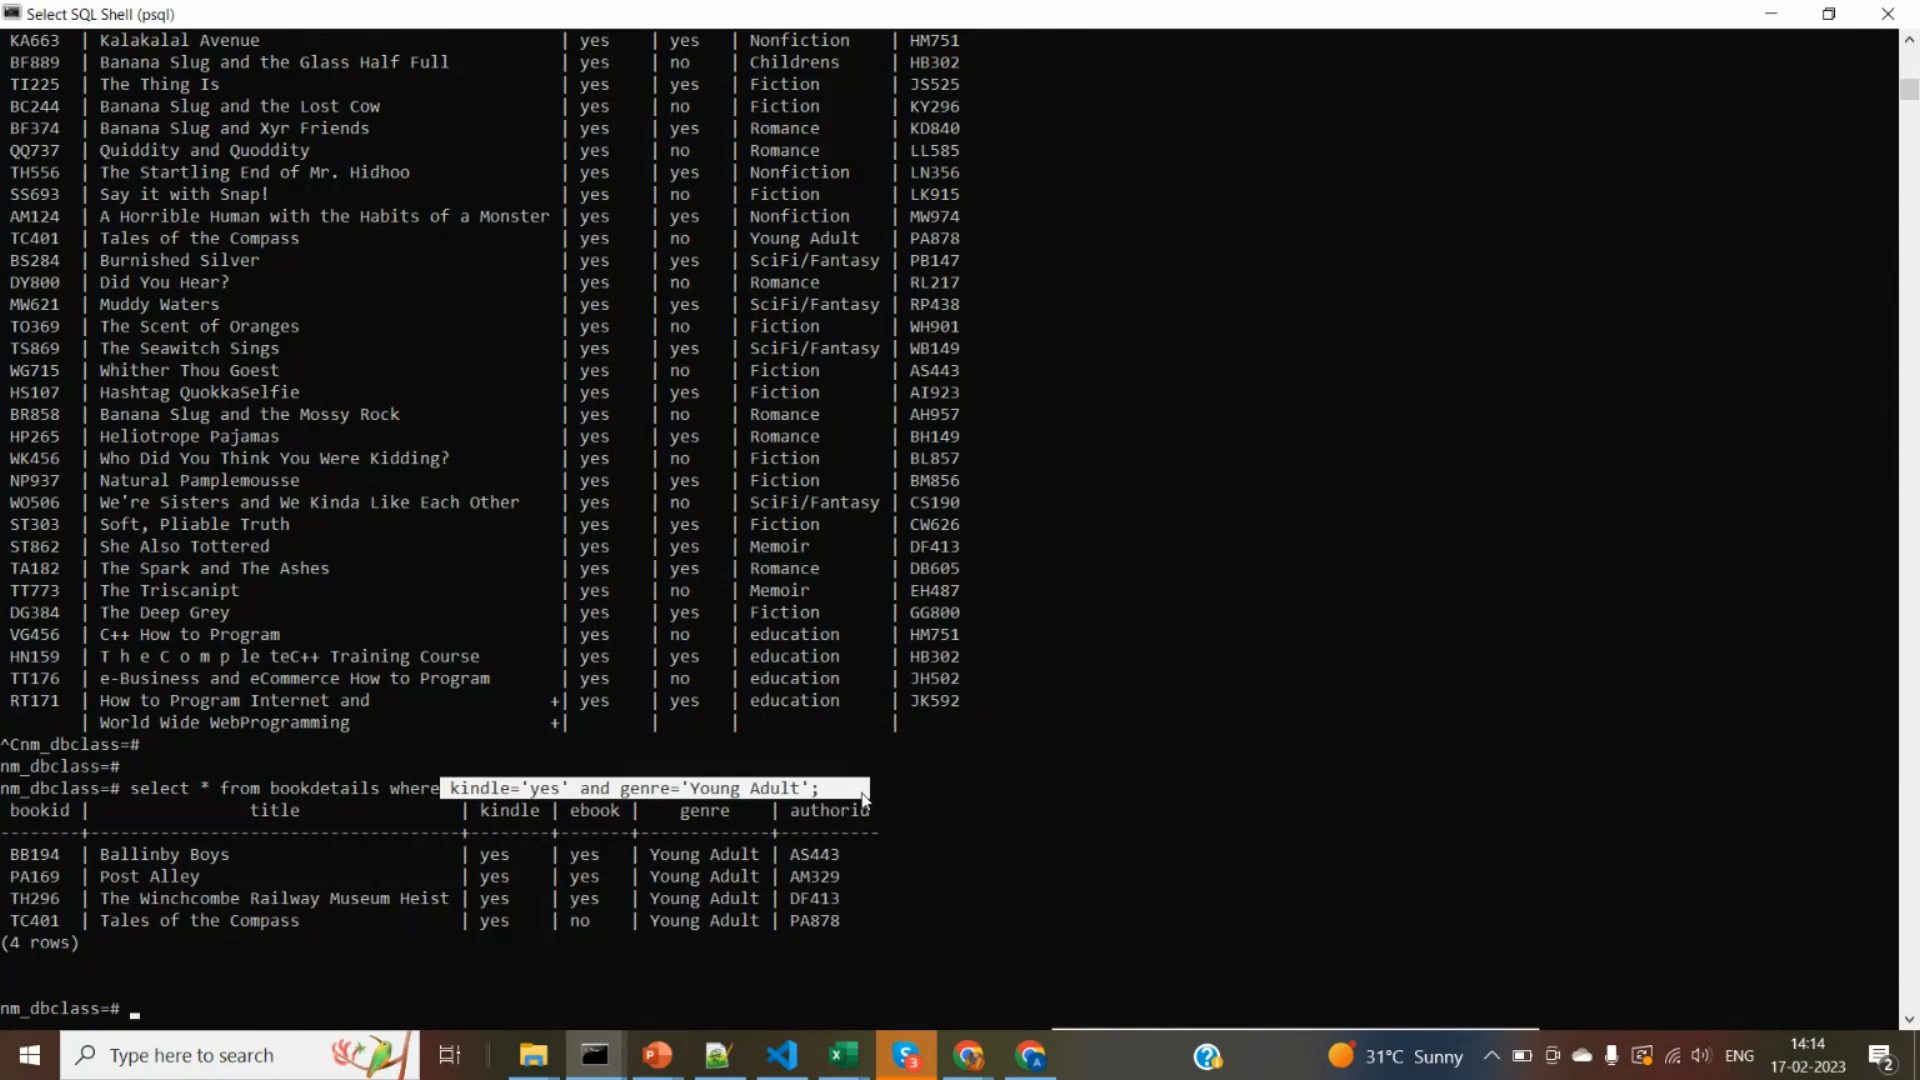 Select SQL Shell (psql)
KA663 | Kalakalal Avenue | yes | yes | Nonfiction | HM751
BF889 | Banana Slug and the Glass Half Full | yes | no | Childrens | HB302
TI225 | The Thing Is | yes | yes | Fiction | JS525
BC244 | Banana Slug and the Lost Cow | yes | no | Fiction | KY296
BF374 | Banana Slug and Xyr Friends | yes | yes | Romance | KD840
QQ737 | Quiddity and Quoddity | yes | no | Romance | LL585
TH556 | The Startling End of Mr. Hidhoo | yes | yes | Nonfiction | LN356
SS693 | Say it with Snap! | yes | no | Fiction | LK915
AM124 | A Horrible Human with the Habits of a Monster | yes | yes | Nonfiction | MW974
TC401 | Tales of the Compass | yes | no | Young Adult | PA878
BS284 | Burnished Silver | yes | yes | SciFi/Fantasy | PB147
DY800 | Did You Hear? | yes | no | Romance | RL217
MW621 | Muddy Waters | yes | yes | SciFi/Fantasy | RP438
TO369 | The Scent of Oranges | yes | no | Fiction | WH901
TS869 | The Seawitch Sings | yes | yes | SciFi/Fantasy | WB149
WG715 | Whither Thou Goest | yes | no | Fiction | AS443
HS107 | Hashtag QuokkaSelfie | yes | yes | Fiction | AI923
BR858 | Banana Slug and the Mossy Rock | yes | no | Romance | AH957
HP265 | Heliotrope Pajamas | yes | yes | Romance | BH149
WK456 | Who Did You Think You Were Kidding? | yes | no | Fiction | BL857
NP937 | Natural Pamplemousse | yes | yes | Fiction | BM856
WO506 | We're Sisters and We Kinda Like Each Other | yes | no | SciFi/Fantasy | CS190
ST303 | Soft, Pliable Truth | yes | yes | Fiction | CW626
ST862 | She Also Tottered | yes | yes | Memoir | DF413
TA182 | The Spark and The Ashes | yes | yes | Romance | DB605
TT773 | The Triscanipt | yes | no | Memoir | EH487
DG384 | The Deep Grey | yes | yes | Fiction | GG800
VG456 | C++ How to Program | yes | no | education | HM751
HN159 | T h e C o m p le teC++ Training Course | yes | yes | education | HB302
TT176 | e-Business and eCommerce How to Program | yes | no | education | JH502
RT171 | How to Program Internet and +| yes | yes | education | JK592
| World Wide WebProgramming +| | | |
^Cnm_dbclass=#
nm_dbclass=#
nm_dbclass=# select * from bookdetails where kindle='yes' and genre='Young Adult';
bookid | title | kindle | ebook | genre | authorid
--------+------------------------------------+--------+-------+-------------+----------
BB194 | Ballinby Boys | yes | yes | Young Adult | AS443
PA169 | Post Alley | yes | yes | Young Adult | AM329
TH296 | The Winchcombe Railway Museum Heist | yes | yes | Young Adult | DF413
TC401 | Tales of the Compass | yes | no | Young Adult | PA878
(4 rows)
nm_dbclass=#
Type here to search
31°C Sunny
ENG
14:14
17-02-2023
2